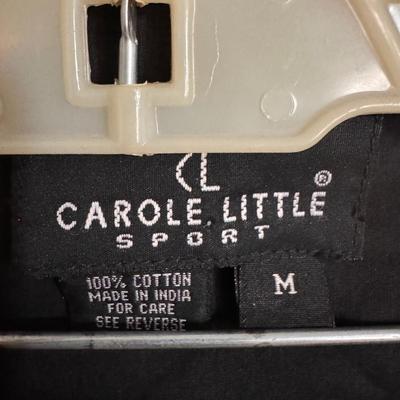 CL
CAROLE LITTLE ®
SPORT
100% COTTON
MADE IN INDIA
FOR CARE
SEE REVERSE
M